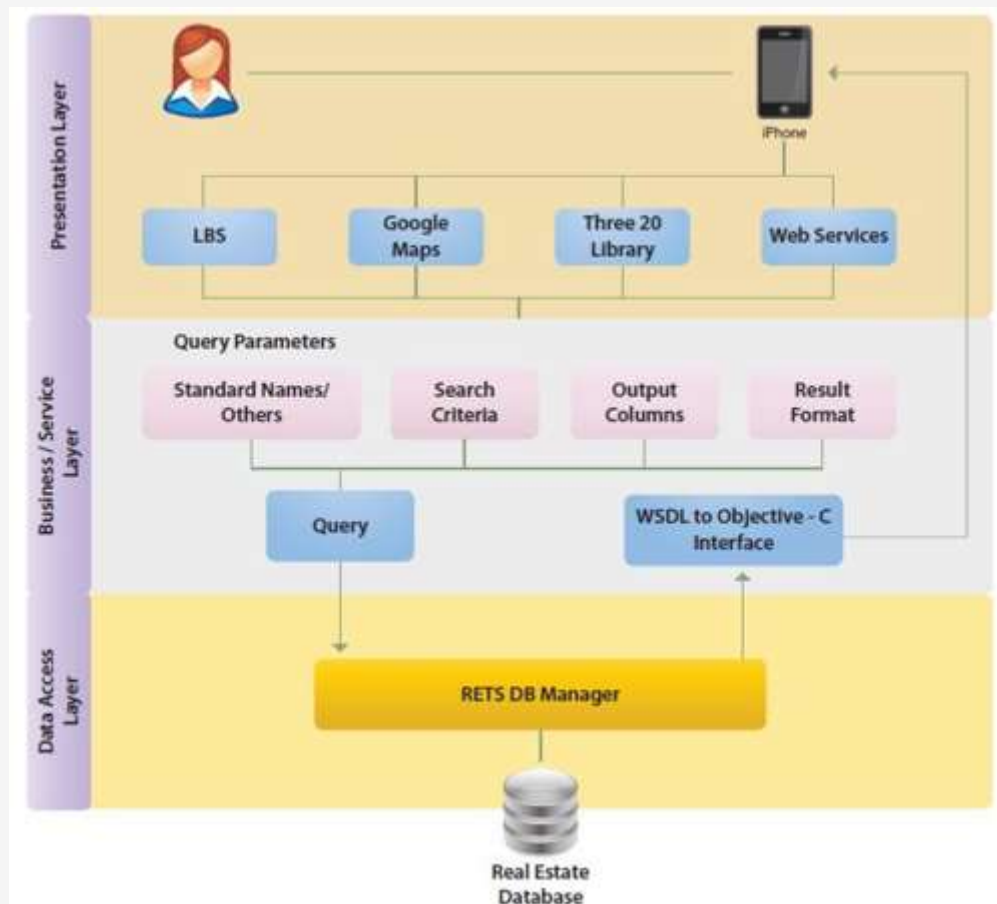 Presentation Layer
iPhone
LBS
Google
Maps
Three 20
Library
Web Services
Business / Service
Layer
Query Parameters
Standard Names/
Others
Search
Criteria
Output
Columns
Result
Format
Query
WSDL to Objective - C
Interface
Data Access
Layer
RETS DB Manager
Real Estate
Database